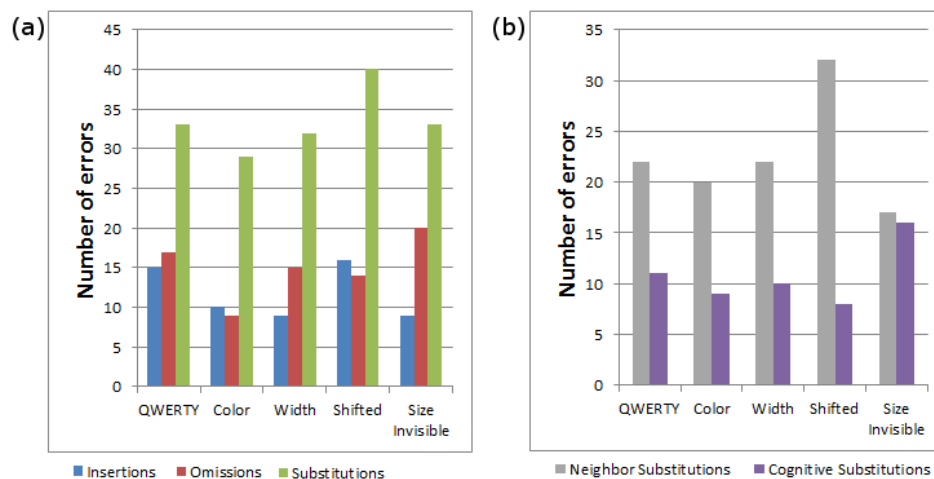 (a)
Number of errors
45
40
35
30
25
20
15
10
5
0
QWERTY Color Width Shifted Size
Invisible
Insertions Omissions Substitutions
(b)
Number of errors
35
30
25
20
15
10
5
0
QWERTY Color Width Shifted Size
Invisible
Neighbor Substitutions Cognitive Substitutions